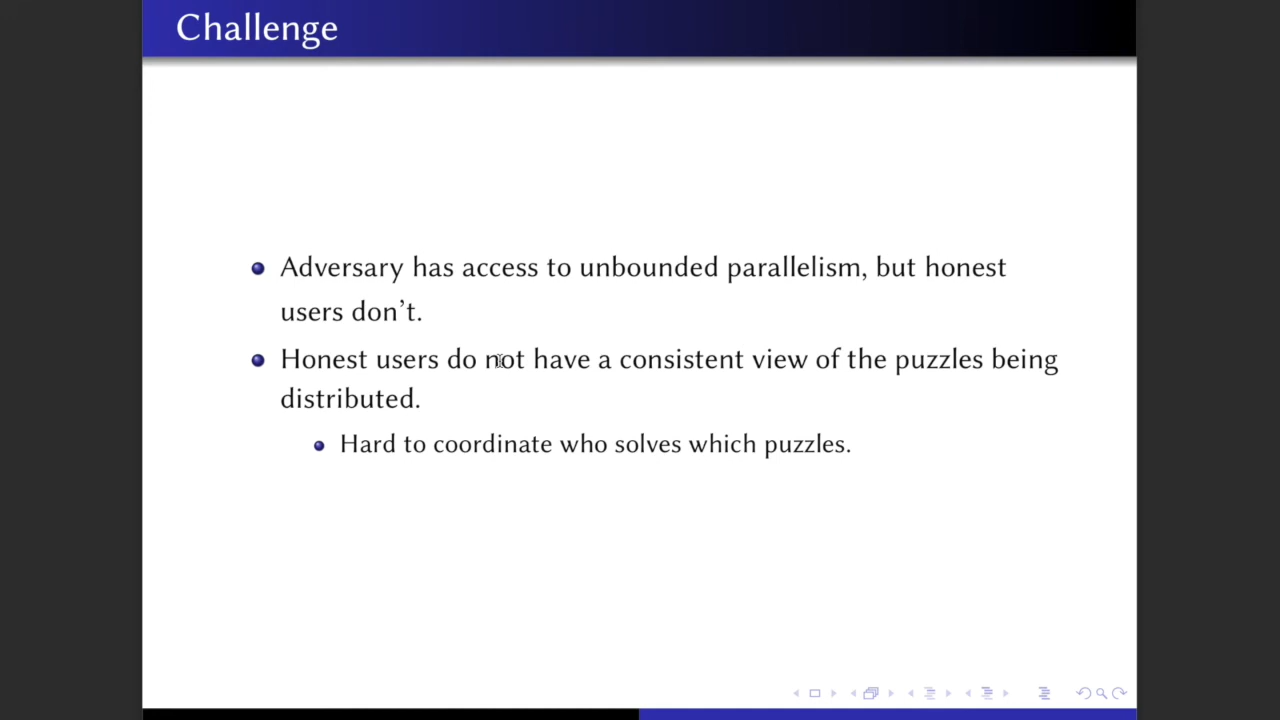 Challenge
Adversary has access to unbounded parallelism, but honest
users don't.
Honest users do not have a consistent view of the puzzles being
distributed.
Hard to coordinate who solves which puzzles.